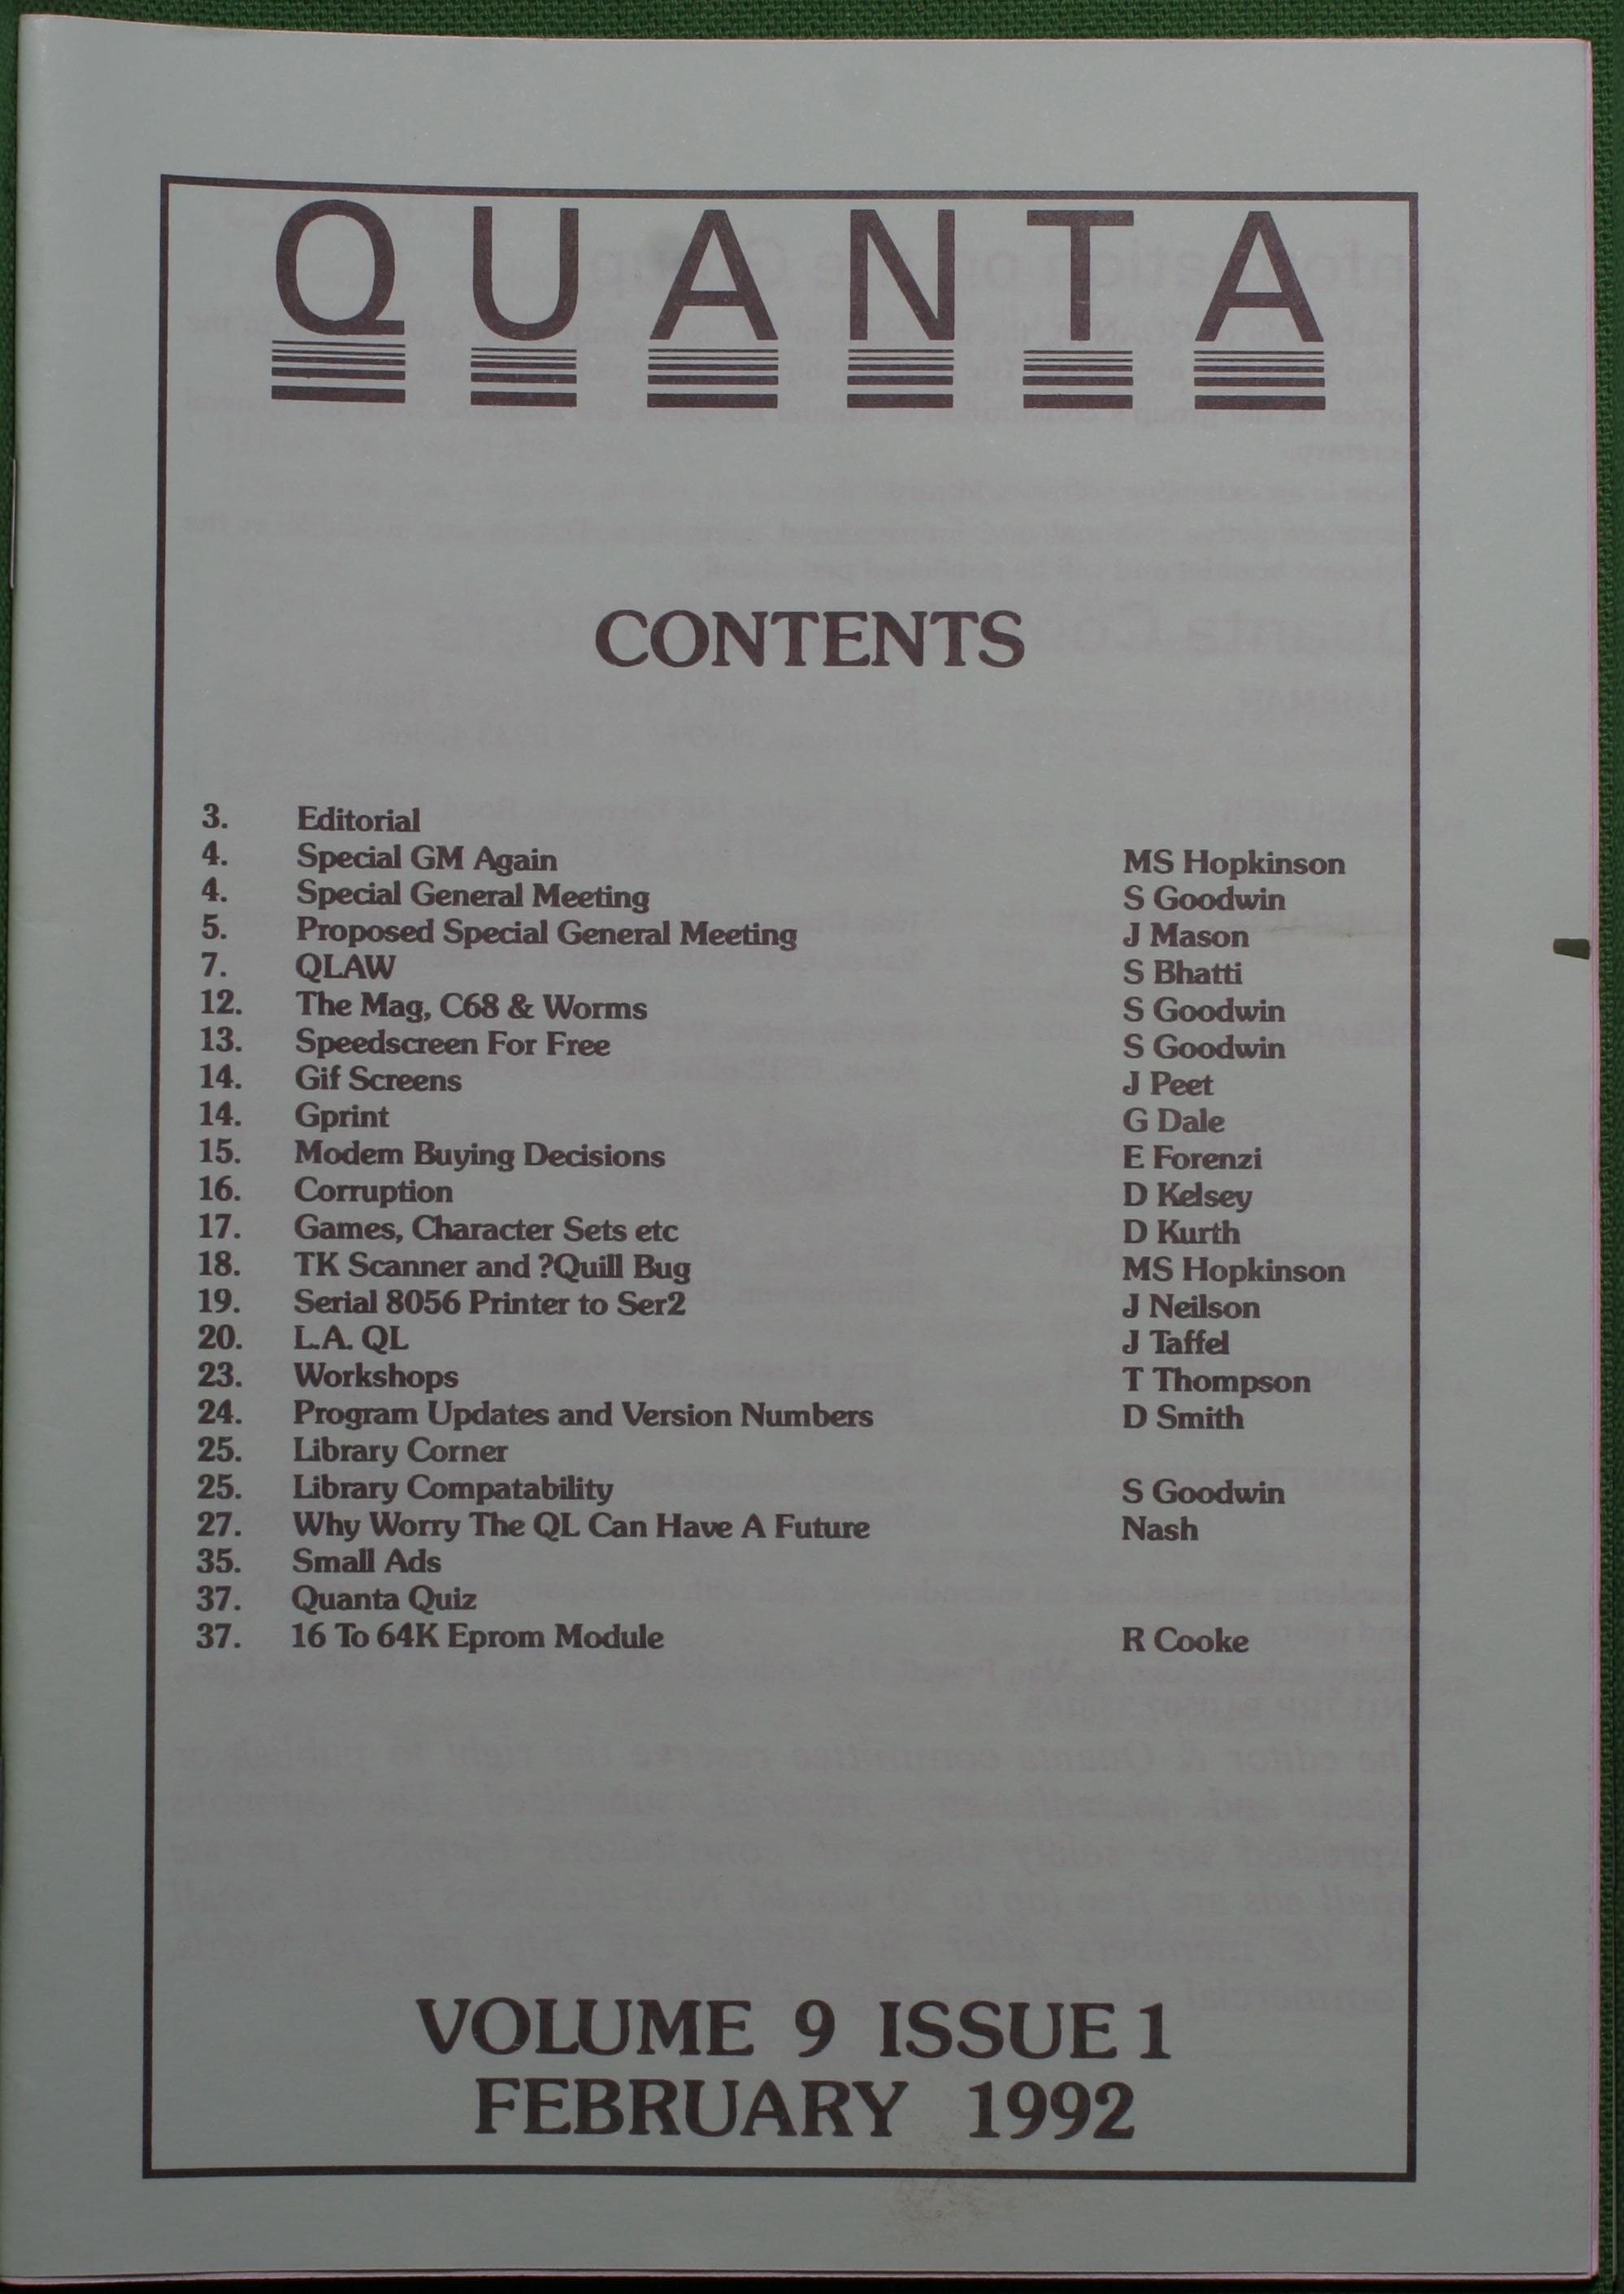 QUANTA
CONTENTS
3. Editorial
4. Special GM Again MS Hopkinson
4. Special General Meeting S Goodwin
5. Proposed Special General Meeting J Mason
7. QLAW S Bhatti
12. The Mag, C68 & Worms S Goodwin
13. Speedscreen For Free S Goodwin
14. Gif Screens J Peet
14. Gprint G Dale
15. Modem Buying Decisions E Forenzi
16. Corruption D Kelsey
17. Games, Character Sets etc D Kurth
18. TK Scanner and ?Quill Bug MS Hopkinson
19. Serial 8056 Printer to Ser2 J Neilson
20. L.A. QL J Taffel
23. Workshops T Thompson
24. Program Updates and Version Numbers D Smith
25. Library Corner
25. Library Compatability S Goodwin
27. Why Worry The QL Can Have A Future Nash
35. Small Ads
37. Quanta Quiz
37. 16 To 64K Eprom Module R Cooke
VOLUME 9 ISSUE 1
FEBRUARY 1992